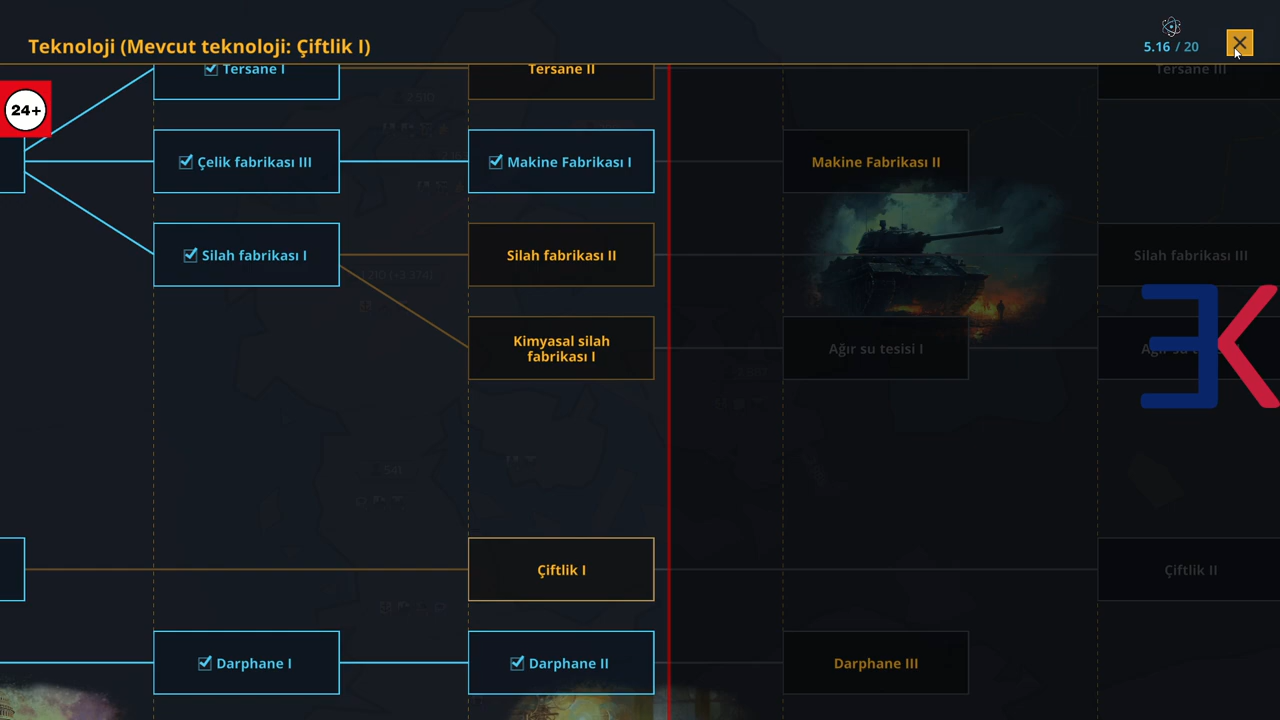 Teknoloji (Mevcut teknoloji: Çiftlik I)
5.16 / 20
24+
Tersane I
Tersane II
Tersane III
Çelik fabrikası III
Makine Fabrikası I
Makine Fabrikası II
Silah fabrikası I
Silah fabrikası II
Silah fabrikası III
Kimyasal silah
fabrikası I
Ağır su tesisi I
Çiftlik I
Çiftlik II
Darphane I
Darphane II
Darphane III